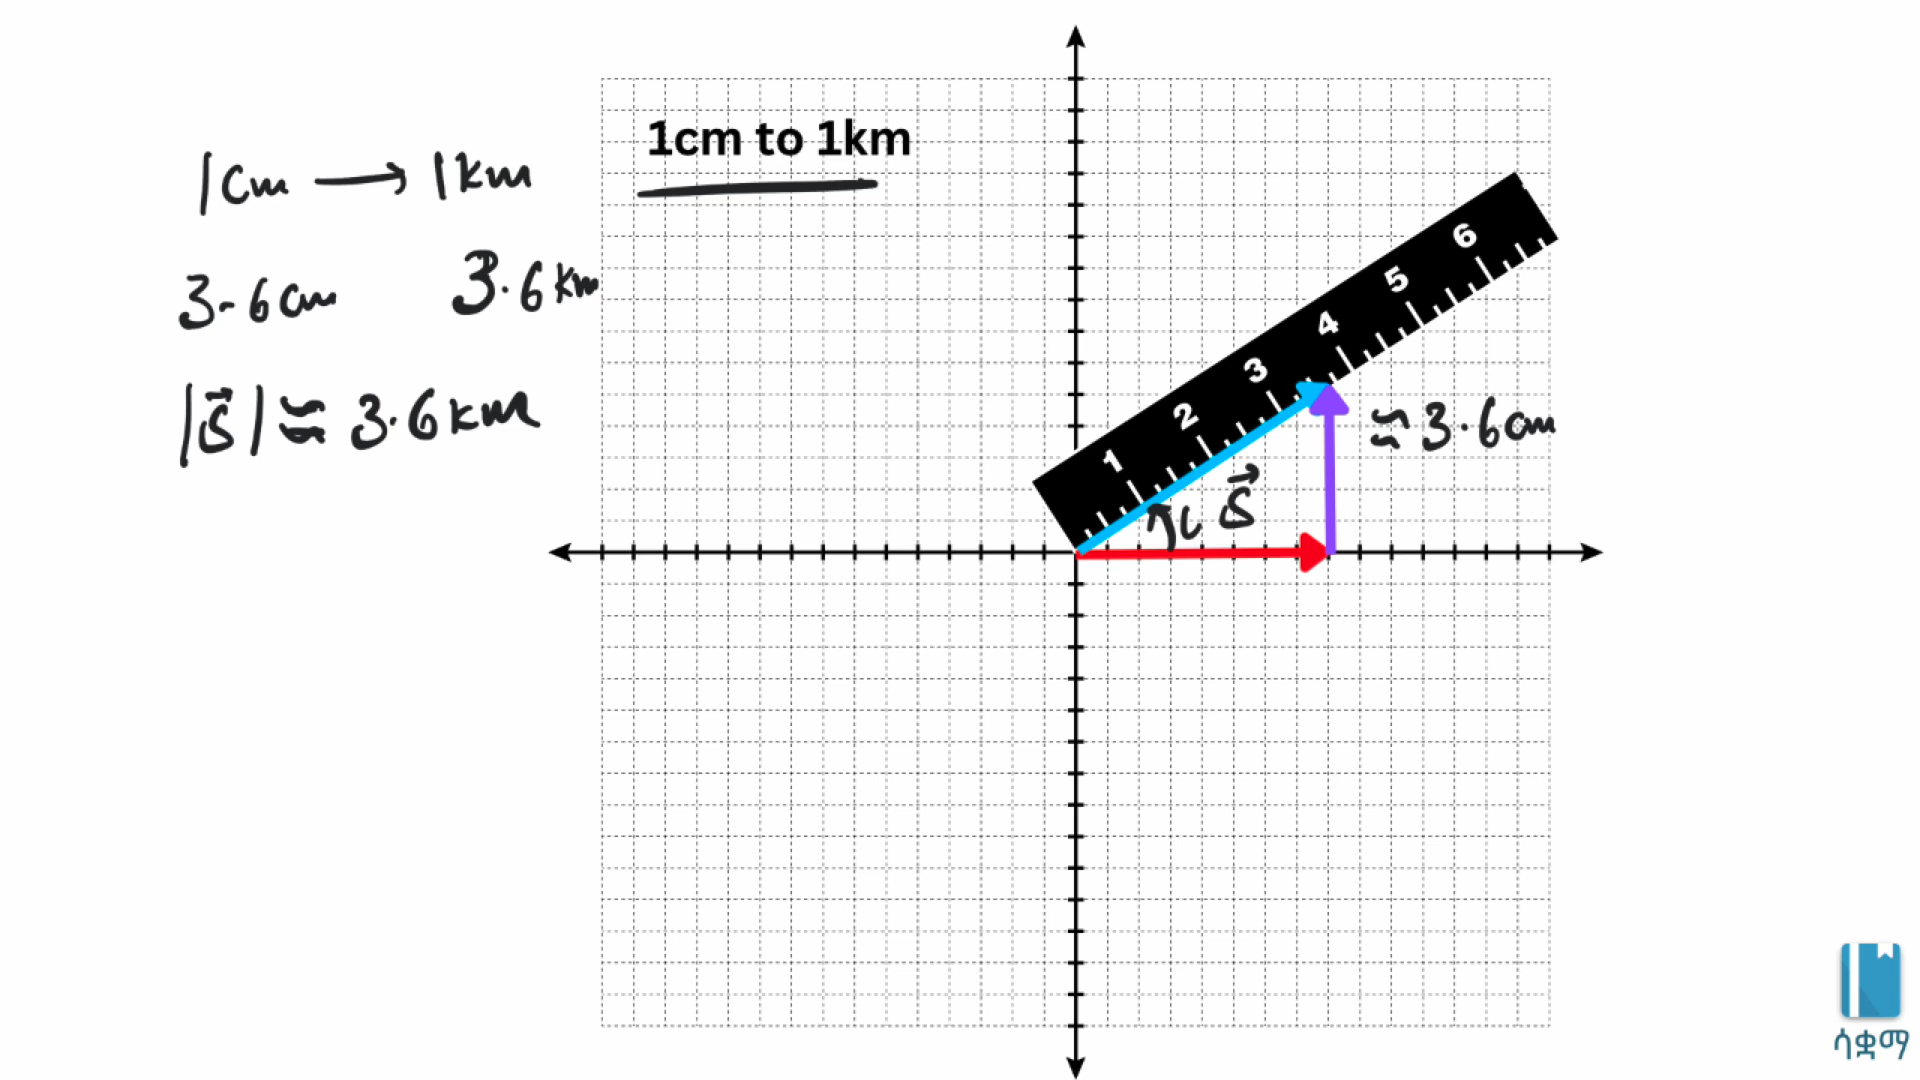 1cm to 1km
1cm → 1km
3.6cm 3.6km
|s⃗| ≈ 3.6km
1 2 3 4 5 6
≈ 3.6cm
s⃗
ሳቋማ